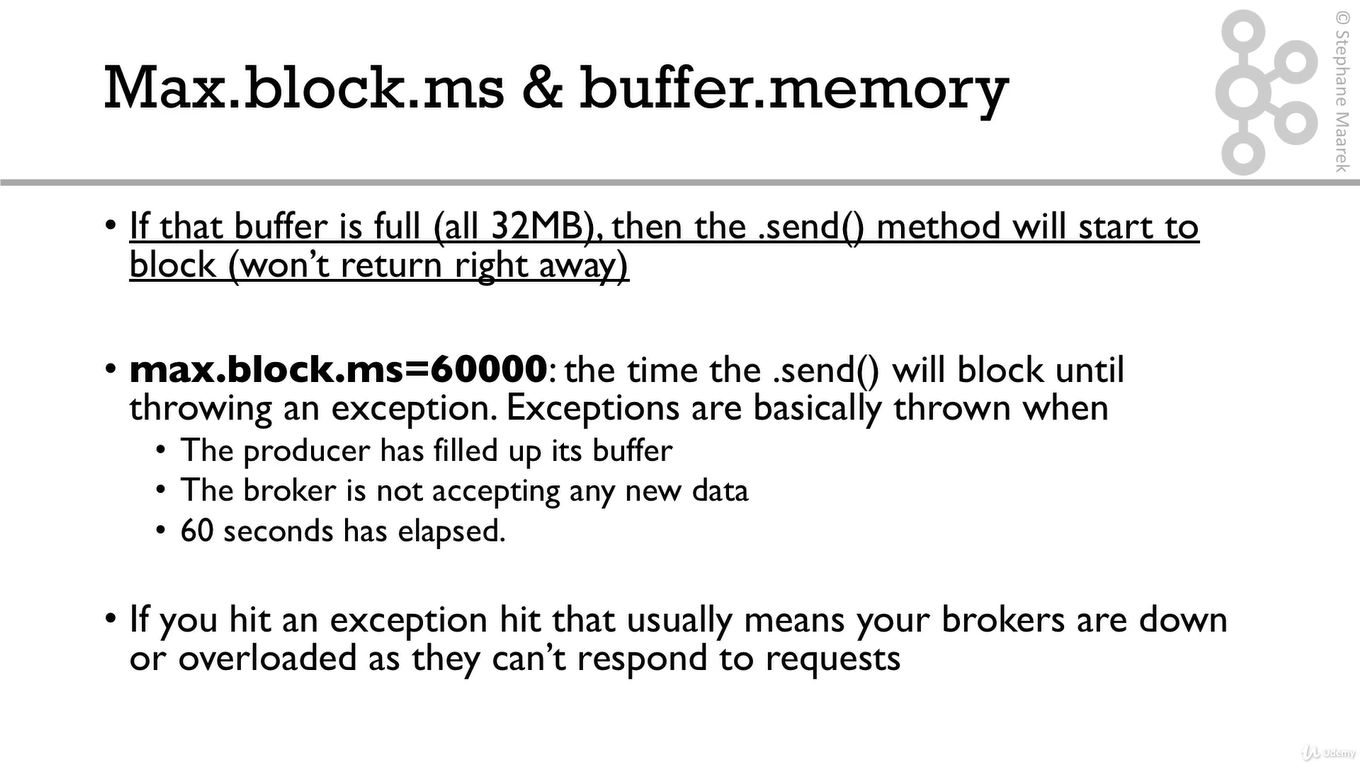 Max.block.ms & buffer.memory
© Stephane Maarek
• If that buffer is full (all 32MB), then the .send() method will start to
block (won’t return right away)
• max.block.ms=60000: the time the .send() will block until
throwing an exception. Exceptions are basically thrown when
• The producer has filled up its buffer
• The broker is not accepting any new data
• 60 seconds has elapsed.
• If you hit an exception hit that usually means your brokers are down
or overloaded as they can’t respond to requests
Udemy